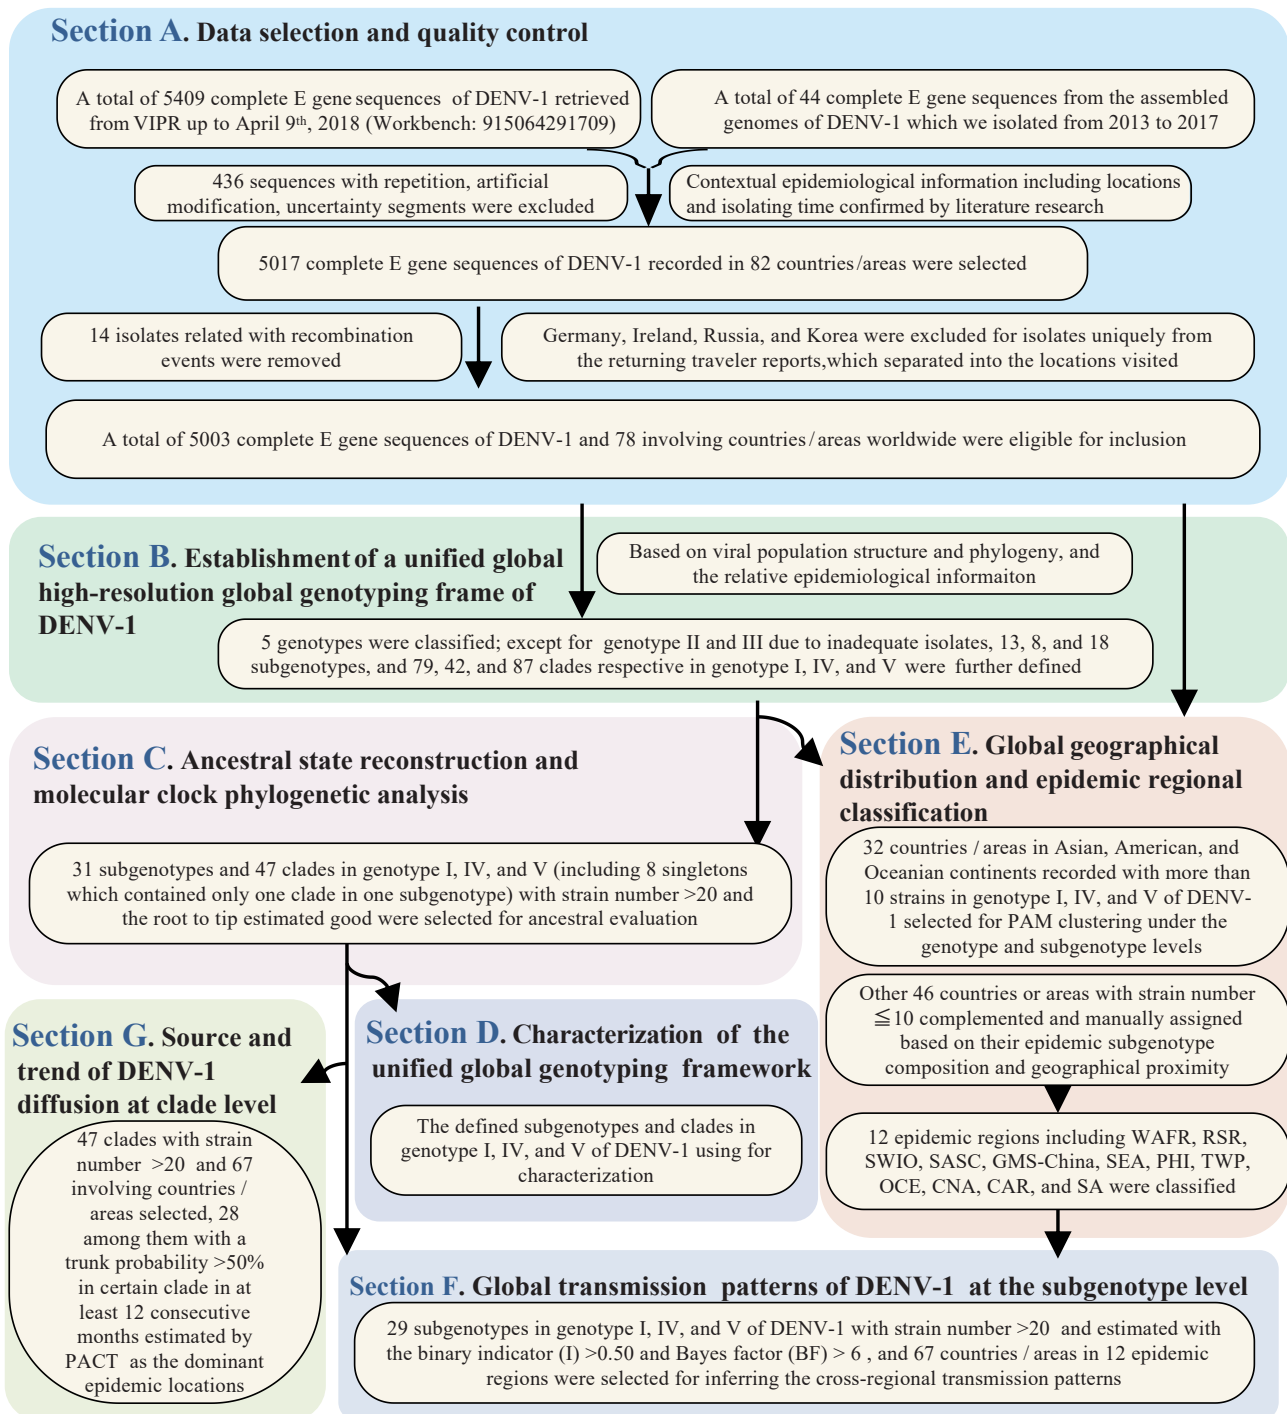 Section A. Data selection and quality control
A total of 5409 complete E gene sequences of DENV-1 retrieved
from VIPR up to April 9th, 2018 (Workbench: 915064291709)
A total of 44 complete E gene sequences from the assembled
genomes of DENV-1 which we isolated from 2013 to 2017
436 sequences with repetition, artificial
modification, uncertainty segments were excluded
Contextual epidemiological information including locations
and isolating time confirmed by literature research
5017 complete E gene sequences of DENV-1 recorded in 82 countries/areas were selected
14 isolates related with recombination
events were removed
Germany, Ireland, Russia, and Korea were excluded for isolates uniquely from
the returning traveler reports,which separated into the locations visited
A total of 5003 complete E gene sequences of DENV-1 and 78 involving countries/areas worldwide were eligible for inclusion
Section B. Establishment of a unified global
high-resolution global genotyping frame of
DENV-1
Based on viral population structure and phylogeny, and
the relative epidemiological informaiton
5 genotypes were classified; except for genotype II and III due to inadequate isolates, 13, 8, and 18
subgenotypes, and 79, 42, and 87 clades respective in genotype I, IV, and V were further defined
Section C. Ancestral state reconstruction and
molecular clock phylogenetic analysis
31 subgenotypes and 47 clades in genotype I, IV, and V (including 8 singletons
which contained only one clade in one subgenotype) with strain number >20 and
the root to tip estimated good were selected for ancestral evaluation
Section E. Global geographical
distribution and epidemic regional
classification
32 countries / areas in Asian, American, and
Oceanian continents recorded with more than
10 strains in genotype I, IV, and V of DENV-
1 selected for PAM clustering under the
genotype and subgenotype levels
Other 46 countries or areas with strain number
≦10 complemented and manually assigned
based on their epidemic subgenotype
composition and geographical proximity
12 epidemic regions including WAFR, RSR,
SWIO, SASC, GMS-China, SEA, PHI, TWP,
OCE, CNA, CAR, and SA were classified
Section G. Source and
trend of DENV-1
diffusion at clade level
47 clades with strain
number >20 and 67
involving countries /
areas selected, 28
among them with a
trunk probability >50%
in certain clade in at
least 12 consecutive
months estimated by
PACT as the dominant
epidemic locations
Section D. Characterization of the
unified global genotyping framework
The defined subgenotypes and clades in
genotype I, IV, and V of DENV-1 using for
characterization
Section F. Global transmission patterns of DENV-1 at the subgenotype level
29 subgenotypes in genotype I, IV, and V of DENV-1 with strain number >20 and estimated with
the binary indicator (I) >0.50 and Bayes factor (BF) > 6 , and 67 countries / areas in 12 epidemic
regions were selected for inferring the cross-regional transmission patterns